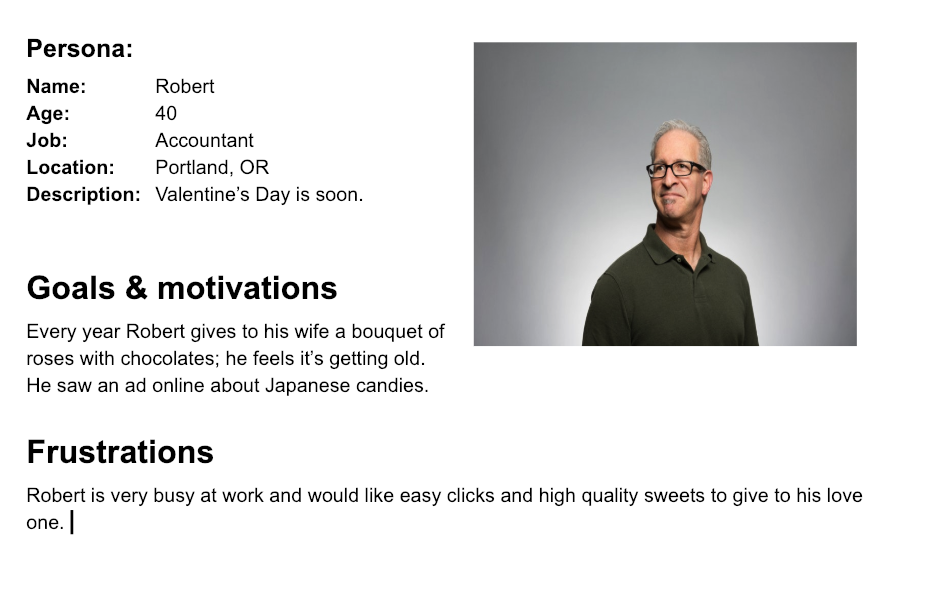 Persona:
Name: Robert
Age: 40
Job: Accountant
Location: Portland, OR
Description: Valentine’s Day is soon.
Goals & motivations
Every year Robert gives to his wife a bouquet of
roses with chocolates; he feels it’s getting old.
He saw an ad online about Japanese candies.
Frustrations
Robert is very busy at work and would like easy clicks and high quality sweets to give to his love
one.